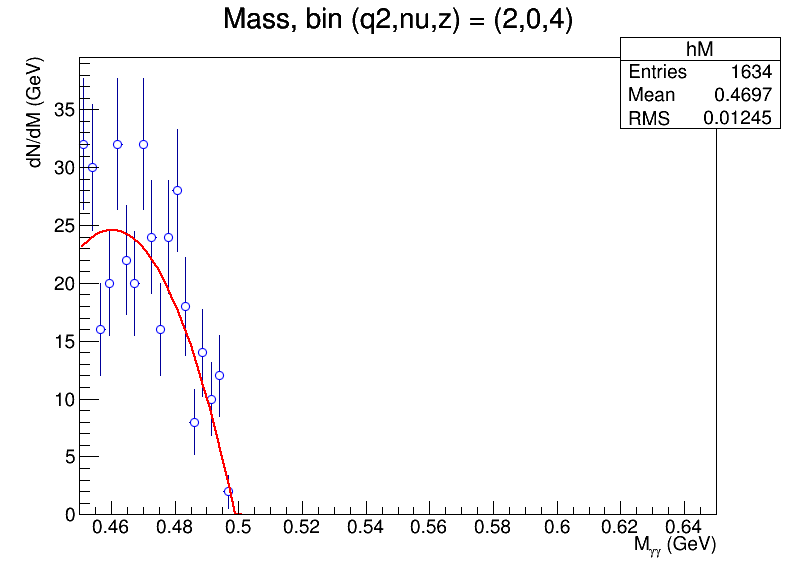 Mass, bin (q2,nu,z) = (2,0,4)
hM
Entries 1634
Mean 0.4697
RMS 0.01245
dN/dM (GeV)
35
30
25
20
15
10
5
0
0.46 0.48 0.5 0.52 0.54 0.56 0.58 0.6 0.62 0.64
Mγγ (GeV)